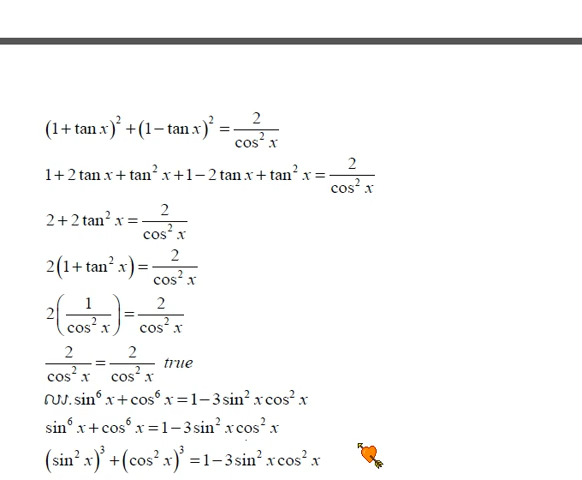 (1+tan x)² + (1−tan x)² = 2/cos² x
1+2 tan x + tan² x +1−2 tan x + tan² x = 2/cos² x
2+2 tan² x = 2/cos² x
2(1+tan² x) = 2/cos² x
2(1/cos² x) = 2/cos² x
2/cos² x = 2/cos² x true
sin⁶ x + cos⁶ x = 1−3 sin² x cos² x
sin⁶ x + cos⁶ x = 1−3 sin² x cos² x
(sin² x)³ + (cos² x)³ = 1−3 sin² x cos² x